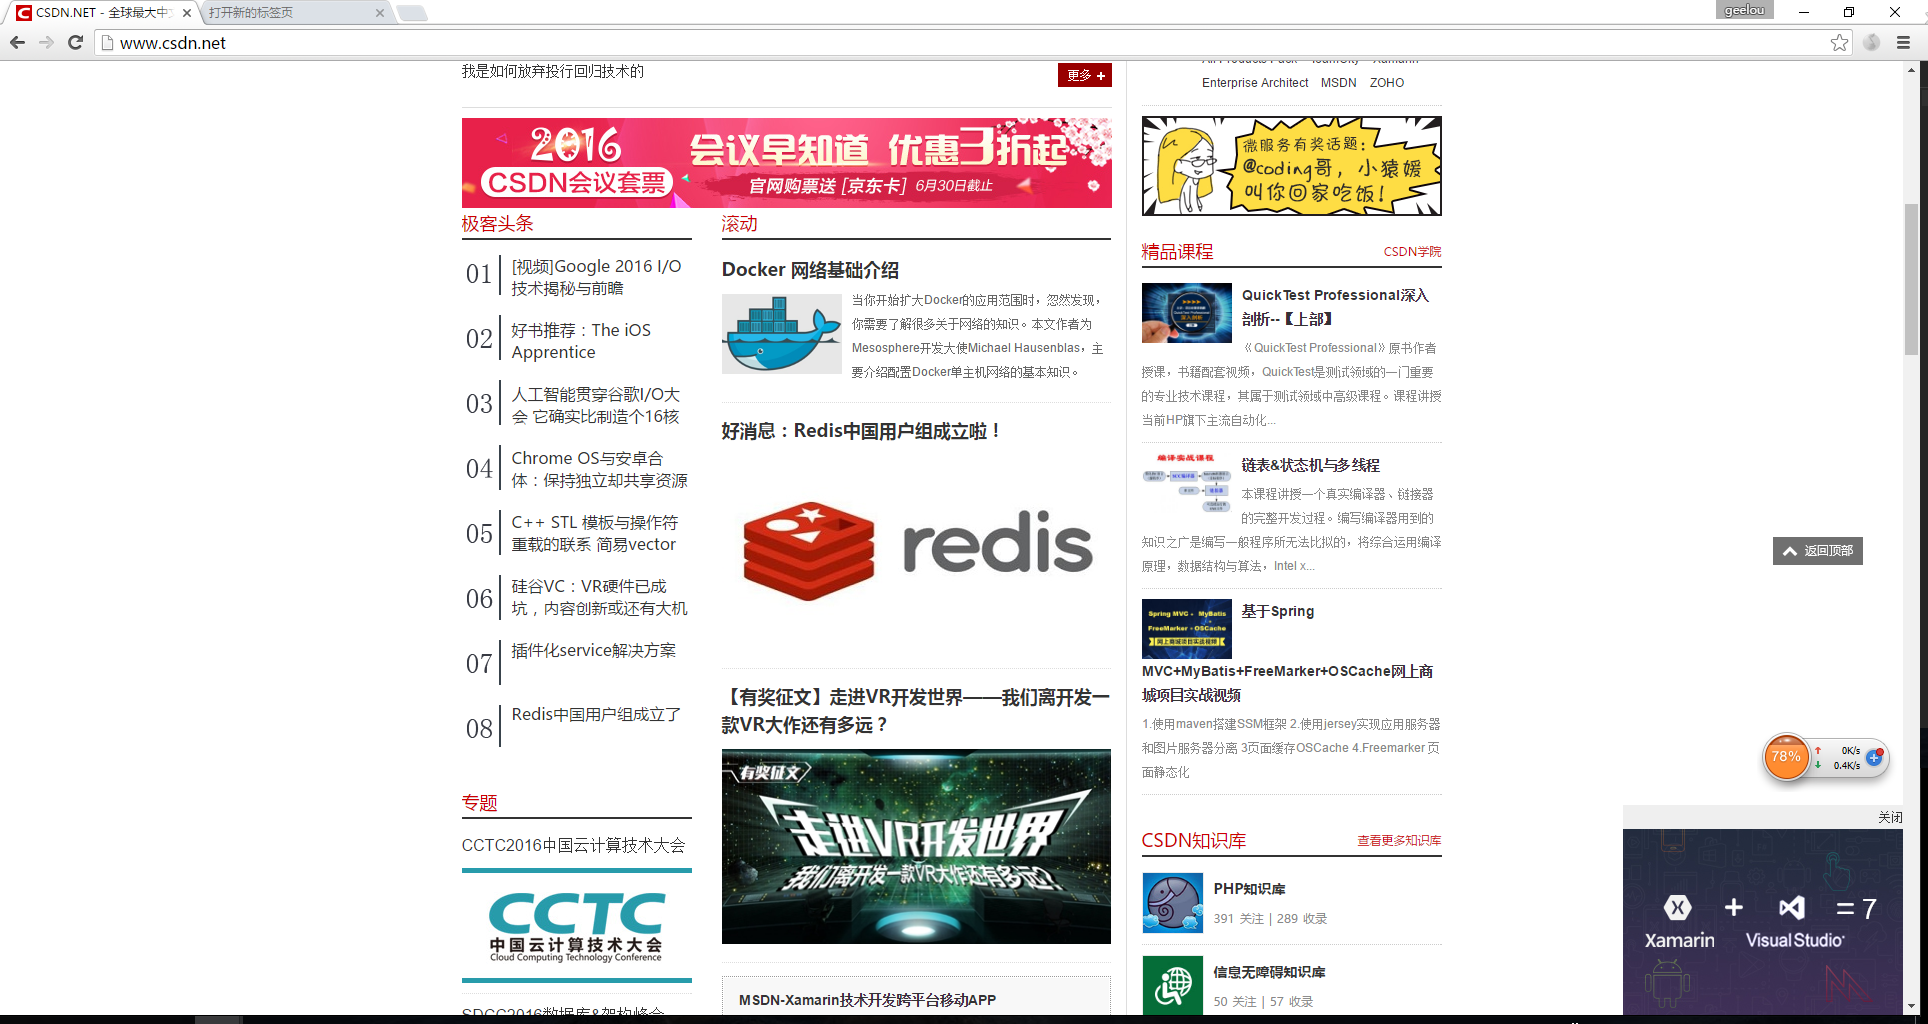 CSDN.NET - 全球最大中
打开新的标签页
geelou
www.csdn.net
我是如何放弃投行回归技术的
更多 +
2016
CSDN会议套票
会议早知道 优惠3折起
官网购票送 [京东卡] 6月30日截止
极客头条
01
[视频]Google 2016 I/O
技术揭秘与前瞻
02
好书推荐：The iOS
Apprentice
03
人工智能贯穿谷歌I/O大
会 它确实比制造个16核
04
Chrome OS与安卓合
体：保持独立却共享资源
05
C++ STL 模板与操作符
重载的联系 简易vector
06
硅谷VC：VR硬件已成
坑，内容创新或还有大机
07
插件化service解决方案
08
Redis中国用户组成立了
专题
CCTC2016中国云计算技术大会
CCTC
中国云计算技术大会
Cloud Computing Technology Conference
SDCC2016数据库&架构峰会
滚动
Docker 网络基础介绍
当你开始扩大Docker的应用范围时，忽然发现，
你需要了解很多关于网络的知识。本文作者为
Mesosphere开发大使Michael Hausenblas，主
要介绍配置Docker单主机网络的基本知识。
好消息：Redis中国用户组成立啦！
redis
【有奖征文】走进VR开发世界——我们离开发一
款VR大作还有多远？
有奖征文
走进VR开发世界
我们离开发一款VR大作还有多远?
MSDN-Xamarin技术开发跨平台移动APP
All Products Pack TeamCity Xamarin
Enterprise Architect MSDN ZOHO
微服务有奖话题：
@coding哥，小猿媛
叫你回家吃饭！
精品课程
CSDN学院
QuickTest Professional深入
剖析--【上部】
《QuickTest Professional》原书作者
授课，书籍配套视频，QuickTest是测试领域的一门重要
的专业技术课程，其属于测试领域中高级课程。课程讲授
当前HP旗下主流自动化...
编译实战课程
链表&状态机与多线程
本课程讲授一个真实编译器、链接器
的完整开发过程。编写编译器用到的
知识之广是编写一般程序所无法比拟的，将综合运用编译
原理，数据结构与算法，Intel x...
Spring MVC + MyBatis
FreeMarker + OSCache
网上商城项目实战视频
基于Spring
MVC+MyBatis+FreeMarker+OSCache网上商
城项目实战视频
1.使用maven搭建SSM框架 2.使用jersey实现应用服务器
和图片服务器分离 3页面缓存OSCache 4.Freemarker 页
面静态化
CSDN知识库
查看更多知识库
PHP知识库
391 关注 | 289 收录
信息无障碍知识库
50 关注 | 57 收录
返回顶部
78%
0K/s
0.4K/s
关闭
Xamarin + Visual Studio = 7